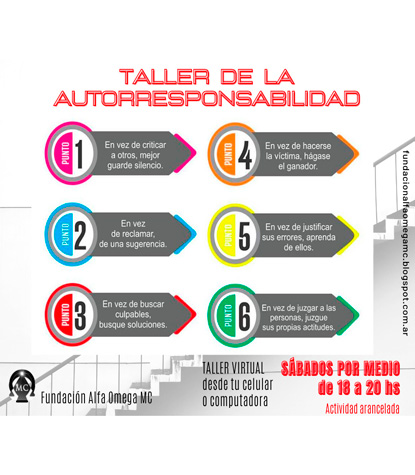 TALLER DE LA
AUTORRESPONSABILIDAD
PUNTO 1
En vez de criticar
a otros, mejor
guarde silencio.
PUNTO 2
En vez
de reclamar,
de una sugerencia.
PUNTO 3
En vez de buscar
culpables,
busque soluciones.
PUNTO 4
En vez de hacerse
la víctima, hágase
el ganador.
PUNTO 5
En vez de justificar
sus errores, aprenda
de ellos.
PUNTO 6
En vez de juzgar a las
personas, juzgue
sus propias actitudes.
fundacionalfaomegamc.blogspot.com.ar
MC
Fundación Alfa Omega MC
TALLER VIRTUAL
desde tu celular
o computadora
SÁBADOS POR MEDIO
de 18 a 20 hs
Actividad arancelada